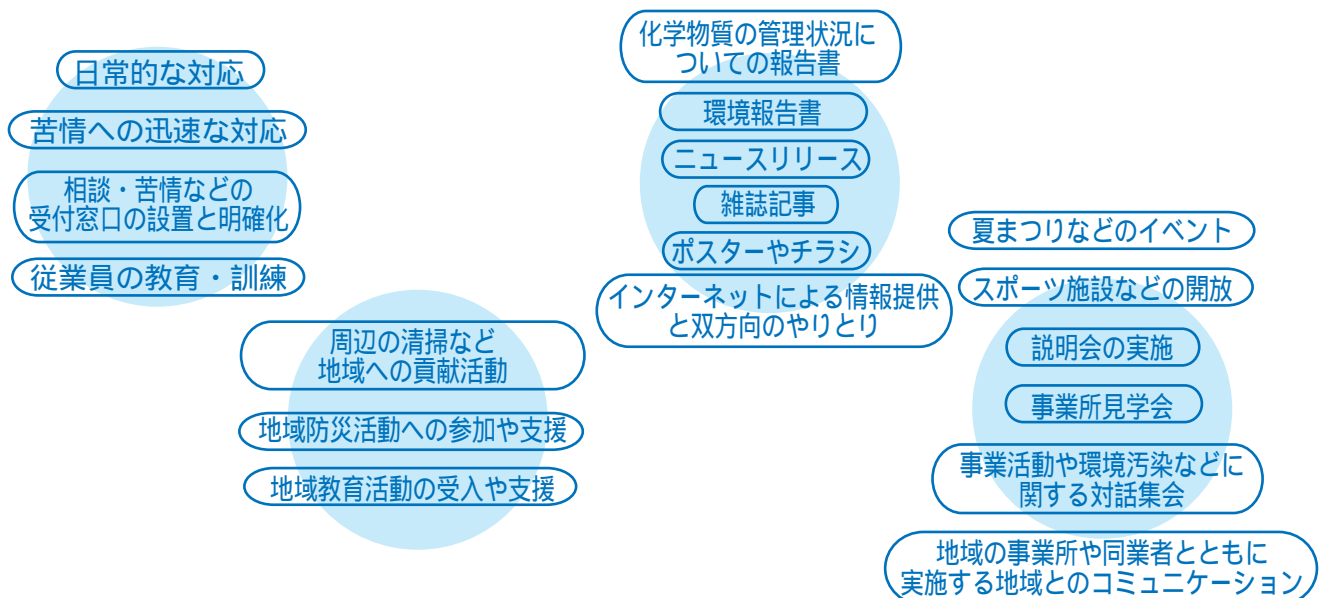 日常的な対応
苦情への迅速な対応
相談・苦情などの
受付窓口の設置と明確化
従業員の教育・訓練
周辺の清掃など
地域への貢献活動
地域防災活動への参加や支援
地域教育活動の受入や支援
化学物質の管理状況に
ついての報告書
環境報告書
ニュースリリース
雑誌記事
ポスターやチラシ
インターネットによる情報提供
と双方向のやりとり
夏まつりなどのイベント
スポーツ施設などの開放
説明会の実施
事業所見学会
事業活動や環境汚染などに
関する対話集会
地域の事業所や同業者とともに
実施する地域とのコミュニケーション